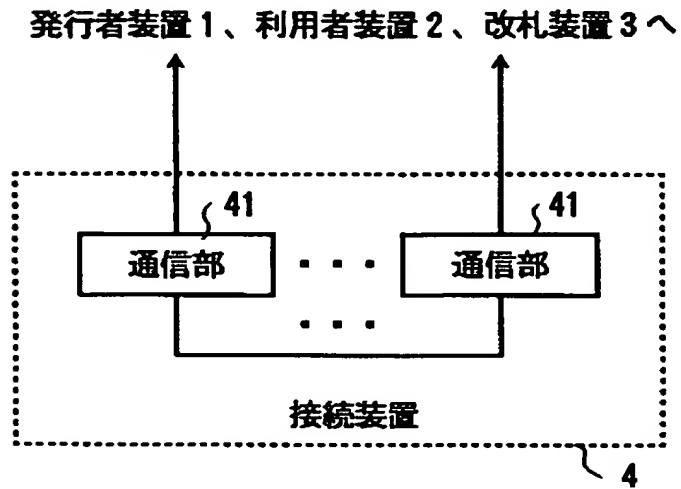 発行者装置1、利用者装置2、改札装置3へ
41 41
通信部 ・・・ 通信部
・・・
接続装置
4